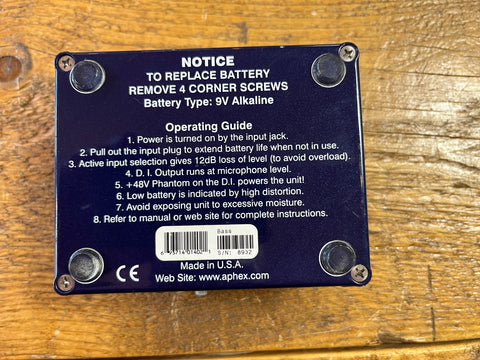 NOTICE
TO REPLACE BATTERY
REMOVE 4 CORNER SCREWS
Battery Type: 9V Alkaline
Operating Guide
1. Power is turned on by the input jack.
2. Pull out the input plug to extend battery life when not in use.
3. Active input selection gives 12dB loss of level (to avoid overload).
4. D. I. Output runs at microphone level.
5. +48V Phantom on the D.I. powers the unit!
6. Low battery is indicated by high distortion.
7. Avoid exposing unit to excessive moisture.
8. Refer to manual or web site for complete instructions.
Bass
6 75714 01402 1
S/N: 8932
CE
Made in U.S.A.
Web Site: www.aphex.com